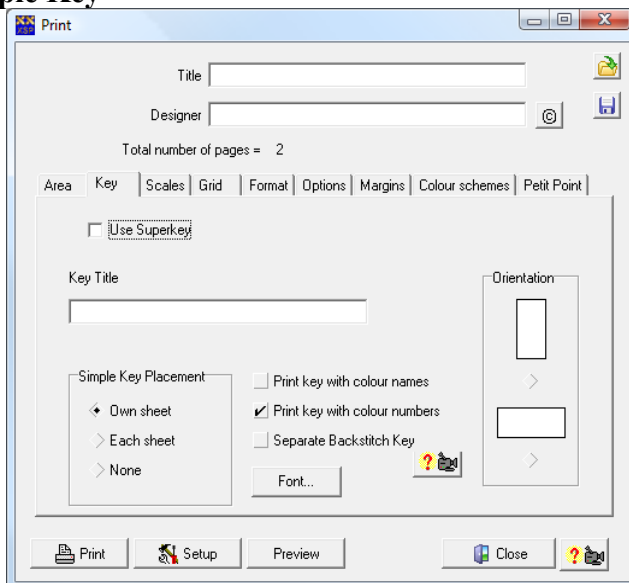 ple Key
Print
Title
Designer
©
Total number of pages = 2
Area Key Scales Grid Format Options Margins Colour schemes Petit Point
Use Superkey
Key Title
Orientation
Simple Key Placement
Own sheet
Each sheet
None
Print key with colour names
Print key with colour numbers
Separate Backstitch Key
?
Font...
Print Setup Preview Close ?